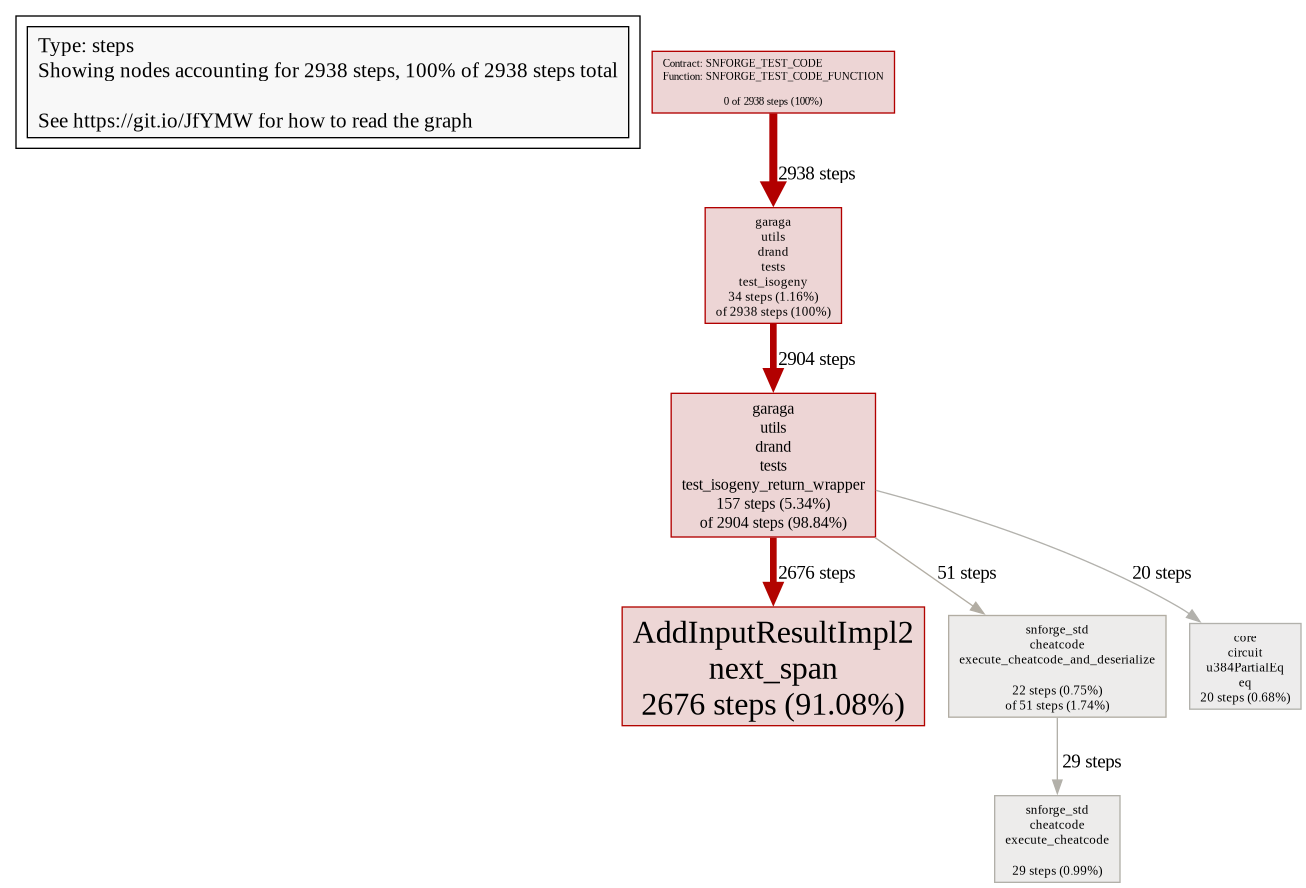 Type: steps
Showing nodes accounting for 2938 steps, 100% of 2938 steps total
See https://git.io/JfYMW for how to read the graph
Contract: SNFORGE_TEST_CODE
Function: SNFORGE_TEST_CODE_FUNCTION
0 of 2938 steps (100%)
2938 steps
garaga
utils
drand
tests
test_isogeny
34 steps (1.16%)
of 2938 steps (100%)
2904 steps
garaga
utils
drand
tests
test_isogeny_return_wrapper
157 steps (5.34%)
of 2904 steps (98.84%)
2676 steps
51 steps
20 steps
AddInputResultImpl2
next_span
2676 steps (91.08%)
snforge_std
cheatcode
execute_cheatcode_and_deserialize
22 steps (0.75%)
of 51 steps (1.74%)
core
circuit
u384PartialEq
eq
20 steps (0.68%)
29 steps
snforge_std
cheatcode
execute_cheatcode
29 steps (0.99%)